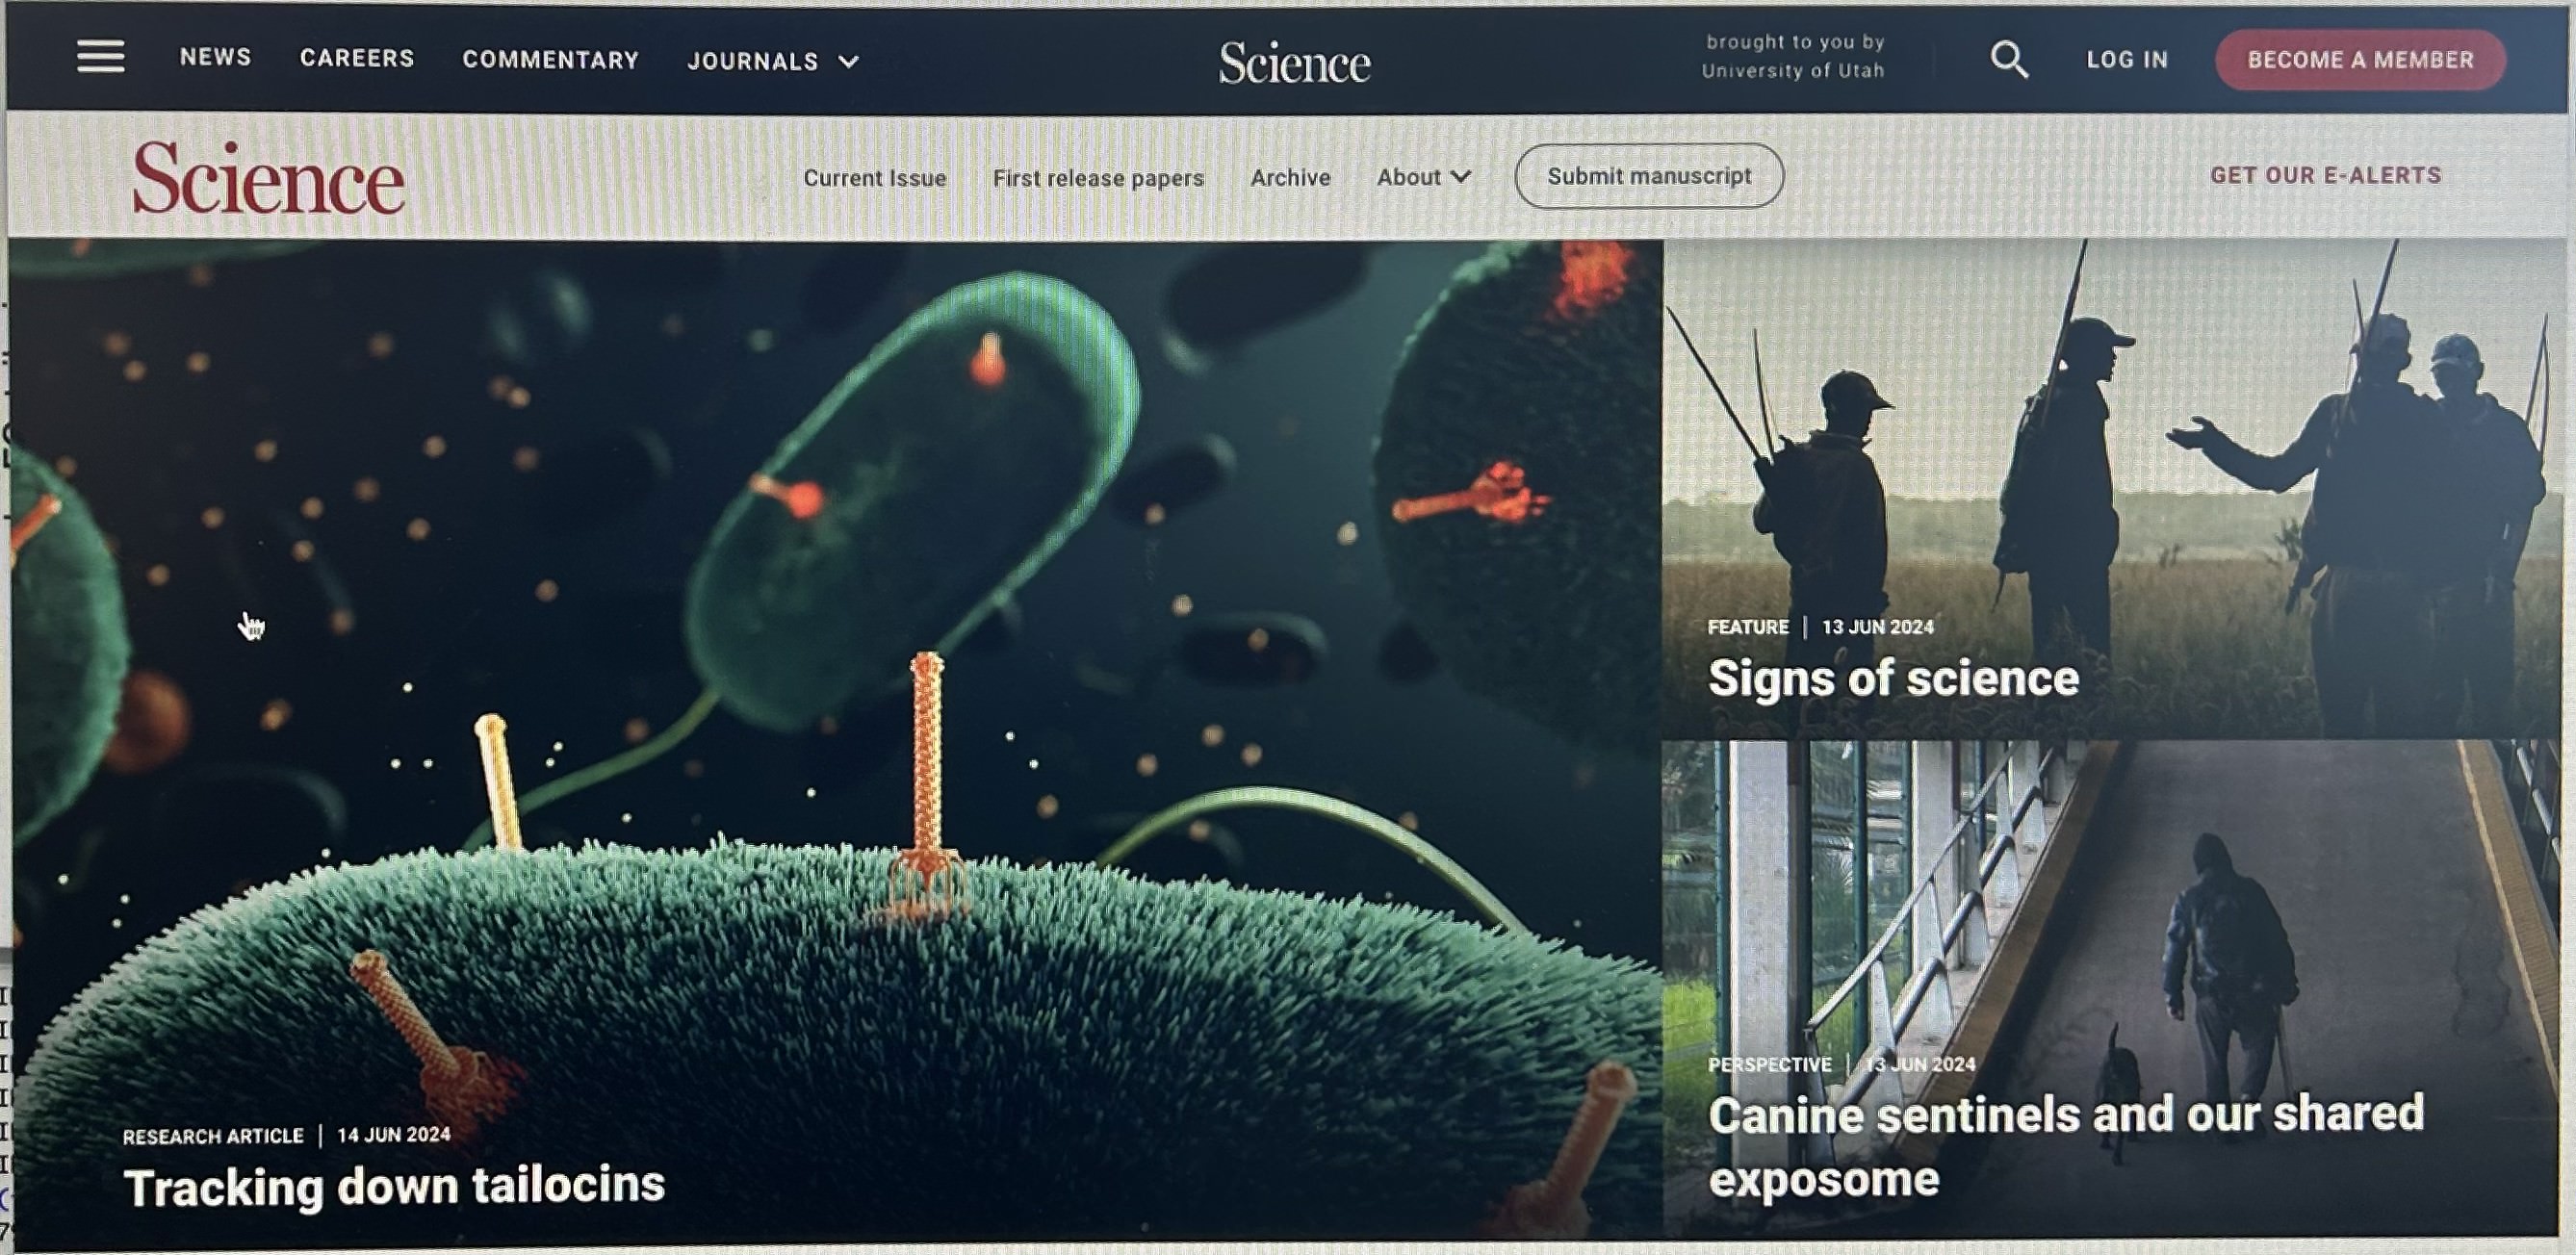 NEWS CAREERS COMMENTARY JOURNALS
Science
brought to you by
University of Utah
LOG IN
BECOME A MEMBER
Science
Current Issue First release papers Archive About Submit manuscript
GET OUR E-ALERTS
RESEARCH ARTICLE | 14 JUN 2024
Tracking down tailocins
FEATURE | 13 JUN 2024
Signs of science
PERSPECTIVE | 13 JUN 2024
Canine sentinels and our shared
exposome